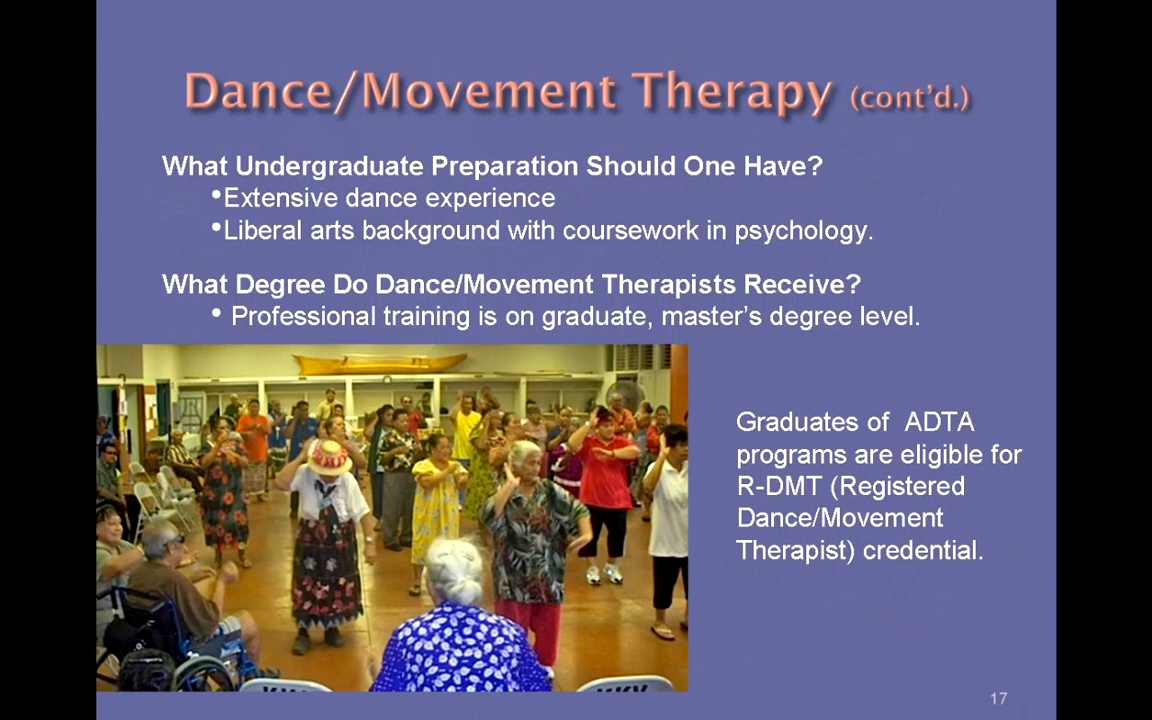 Dance/Movement Therapy (cont'd.)
What Undergraduate Preparation Should One Have?
•Extensive dance experience
•Liberal arts background with coursework in psychology.
What Degree Do Dance/Movement Therapists Receive?
• Professional training is on graduate, master's degree level.
Graduates of ADTA
programs are eligible for
R-DMT (Registered
Dance/Movement
Therapist) credential.
17